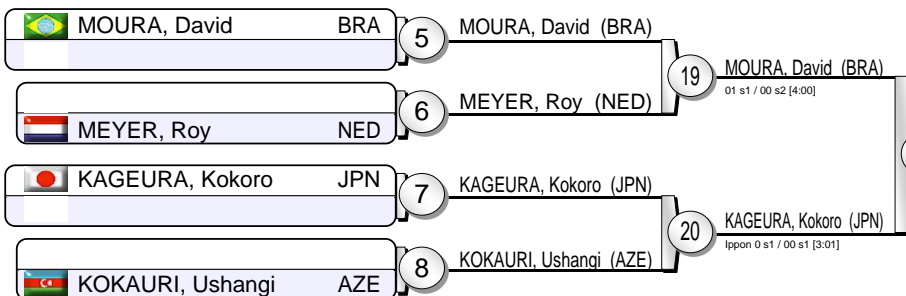 MOURA, David BRA
5
MOURA, David (BRA)
19
MOURA, David (BRA)
01 s1 / 00 s2 [4:00]
6
MEYER, Roy (NED)
MEYER, Roy NED
KAGEURA, Kokoro JPN
7
KAGEURA, Kokoro (JPN)
20
KAGEURA, Kokoro (JPN)
Ippon 0 s1 / 00 s1 [3:01]
8
KOKAURI, Ushangi (AZE)
KOKAURI, Ushangi AZE